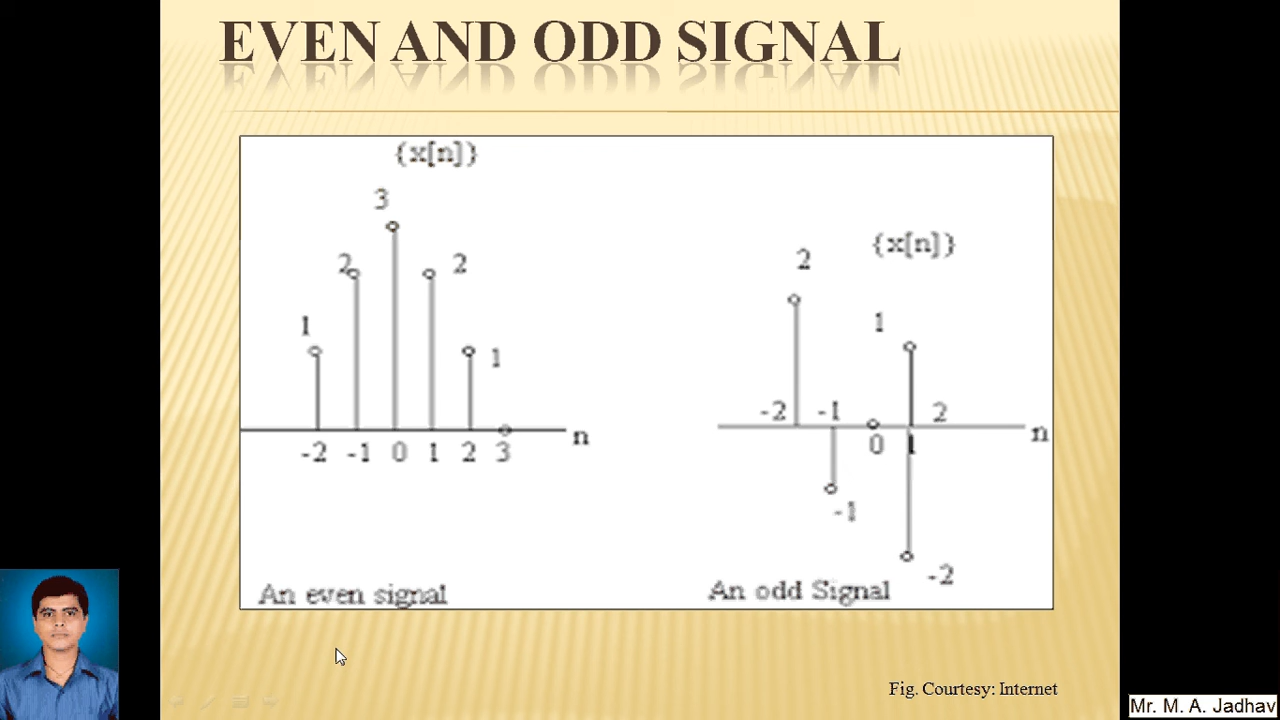 EVEN AND ODD SIGNAL
{x[n]}
3
2
2
1
1
n
-2 -1 0 1 2 3
An even signal
{x[n]}
2
1
-2 -1 2
n
0 1
-1
-2
An odd Signal
Fig. Courtesy: Internet
Mr. M. A. Jadhav